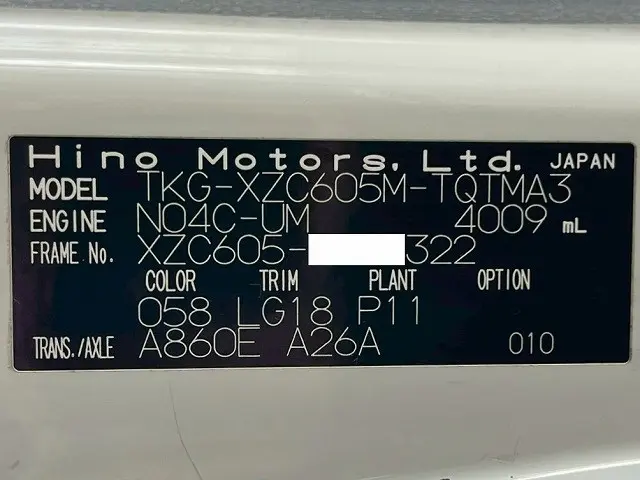 Hino Motors, Ltd. JAPAN
MODEL TKG-XZC605M-TQTMA3
ENGINE N04C-UM 4009 mL
FRAME No. XZC605- 322
COLOR TRIM PLANT OPTION
058 LG18 P11
TRANS./AXLE A860E A26A 010